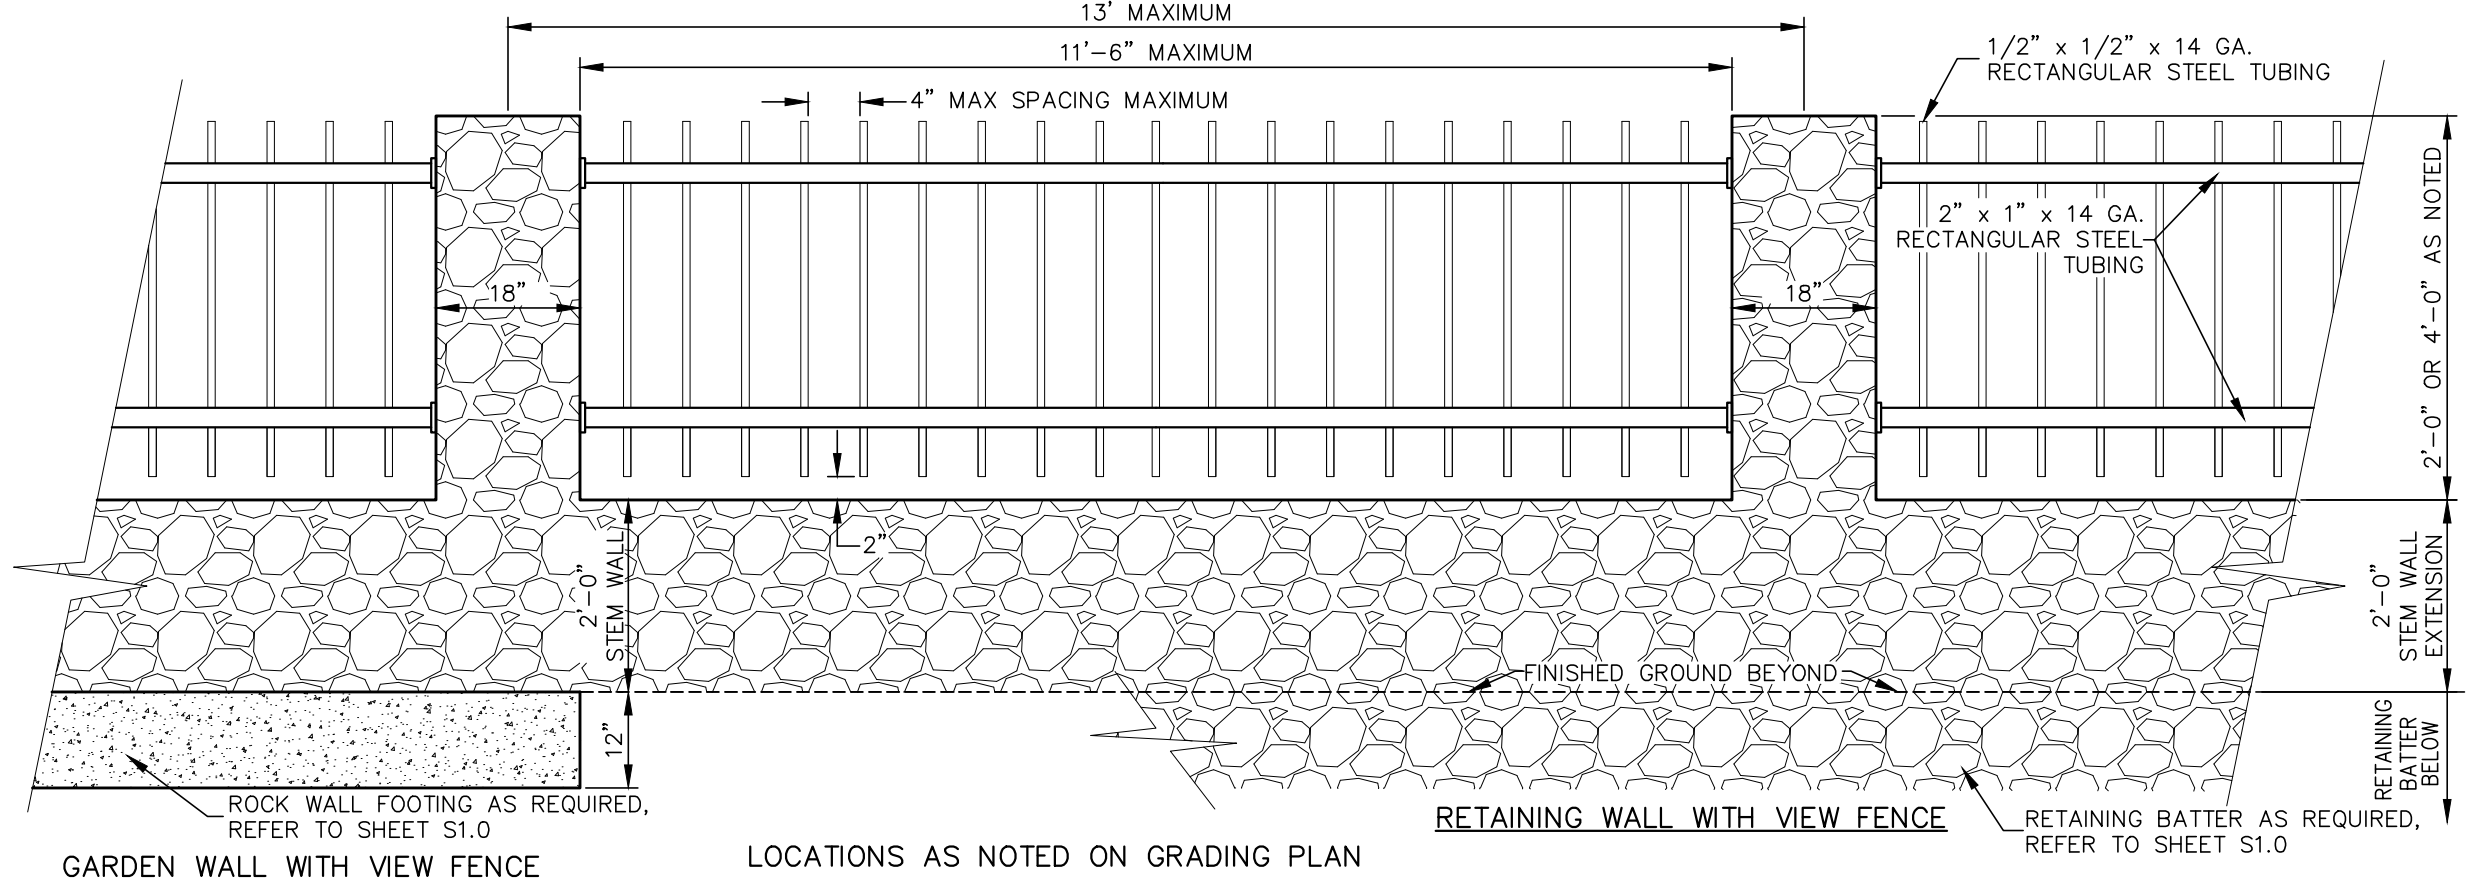 13' MAXIMUM
11'-6" MAXIMUM
4" MAX SPACING MAXIMUM
1/2" x 1/2" x 14 GA.
RECTANGULAR STEEL TUBING
2" x 1" x 14 GA.
RECTANGULAR STEEL
TUBING
18"
18"
2'-0" OR 4'-0" AS NOTED
2"
2'-0"
STEM WALL
2'-0"
STEM WALL
EXTENSION
FINISHED GROUND BEYOND
12"
RETAINING
BATTER
BELOW
ROCK WALL FOOTING AS REQUIRED,
REFER TO SHEET S1.0
RETAINING WALL WITH VIEW FENCE
RETAINING BATTER AS REQUIRED,
REFER TO SHEET S1.0
GARDEN WALL WITH VIEW FENCE
LOCATIONS AS NOTED ON GRADING PLAN